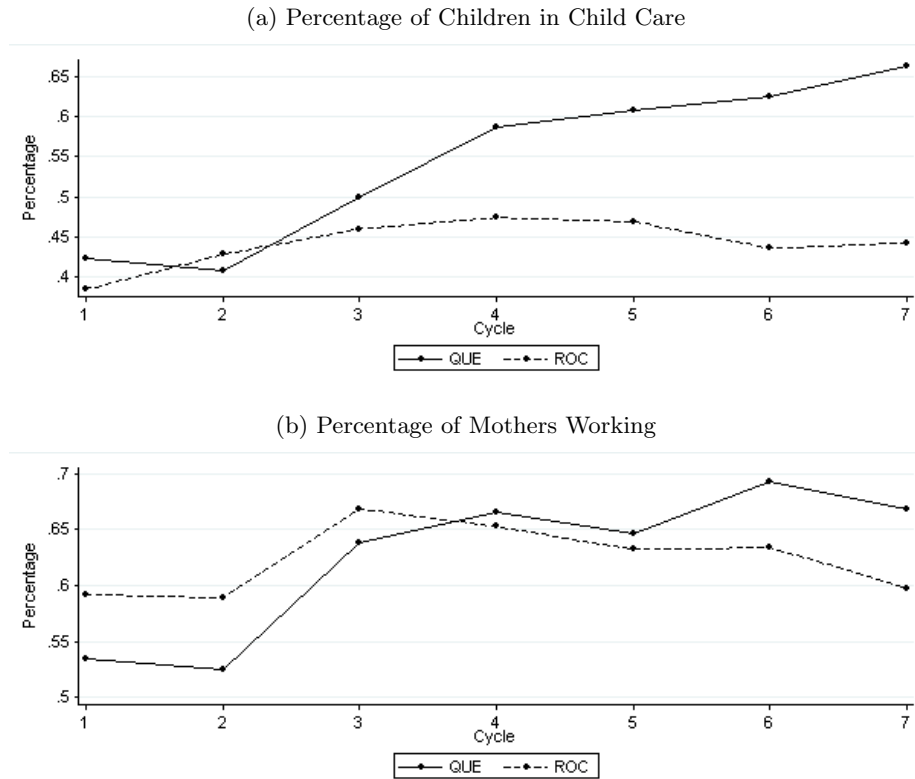 (a) Percentage of Children in Child Care
Percentage
.65
.6
.55
.5
.45
.4
1 2 3 4 5 6 7
Cycle
QUE ROC
(b) Percentage of Mothers Working
Percentage
.7
.65
.6
.55
.5
1 2 3 4 5 6 7
Cycle
QUE ROC